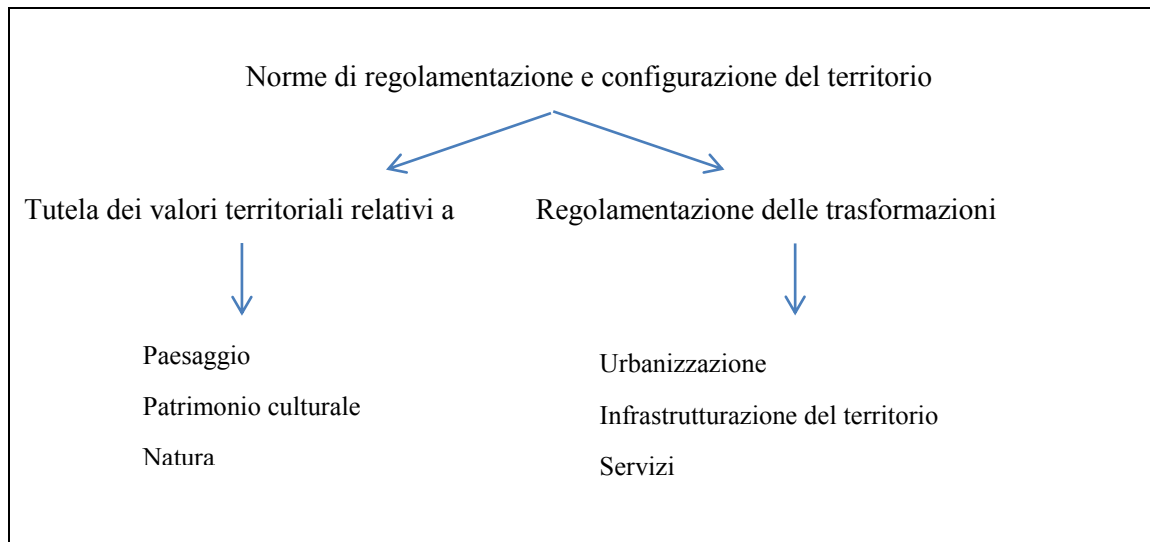 Norme di regolamentazione e configurazione del territorio
Tutela dei valori territoriali relativi a
Regolamentazione delle trasformazioni
Paesaggio
Patrimonio culturale
Natura
Urbanizzazione
Infrastrutturazione del territorio
Servizi